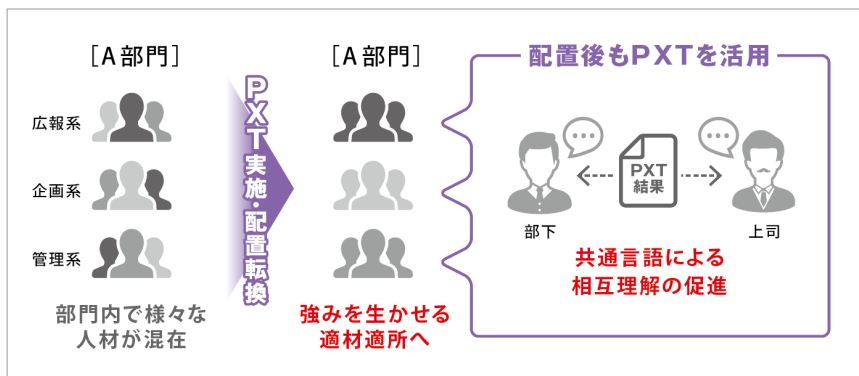 [A部門]
広報系
企画系
管理系
部門内で様々な
人材が混在
PXT実施・配置転換
[A部門]
強みを生かせる
適材適所へ
配置後もPXTを活用
PXT
結果
部下
上司
共通言語による
相互理解の促進